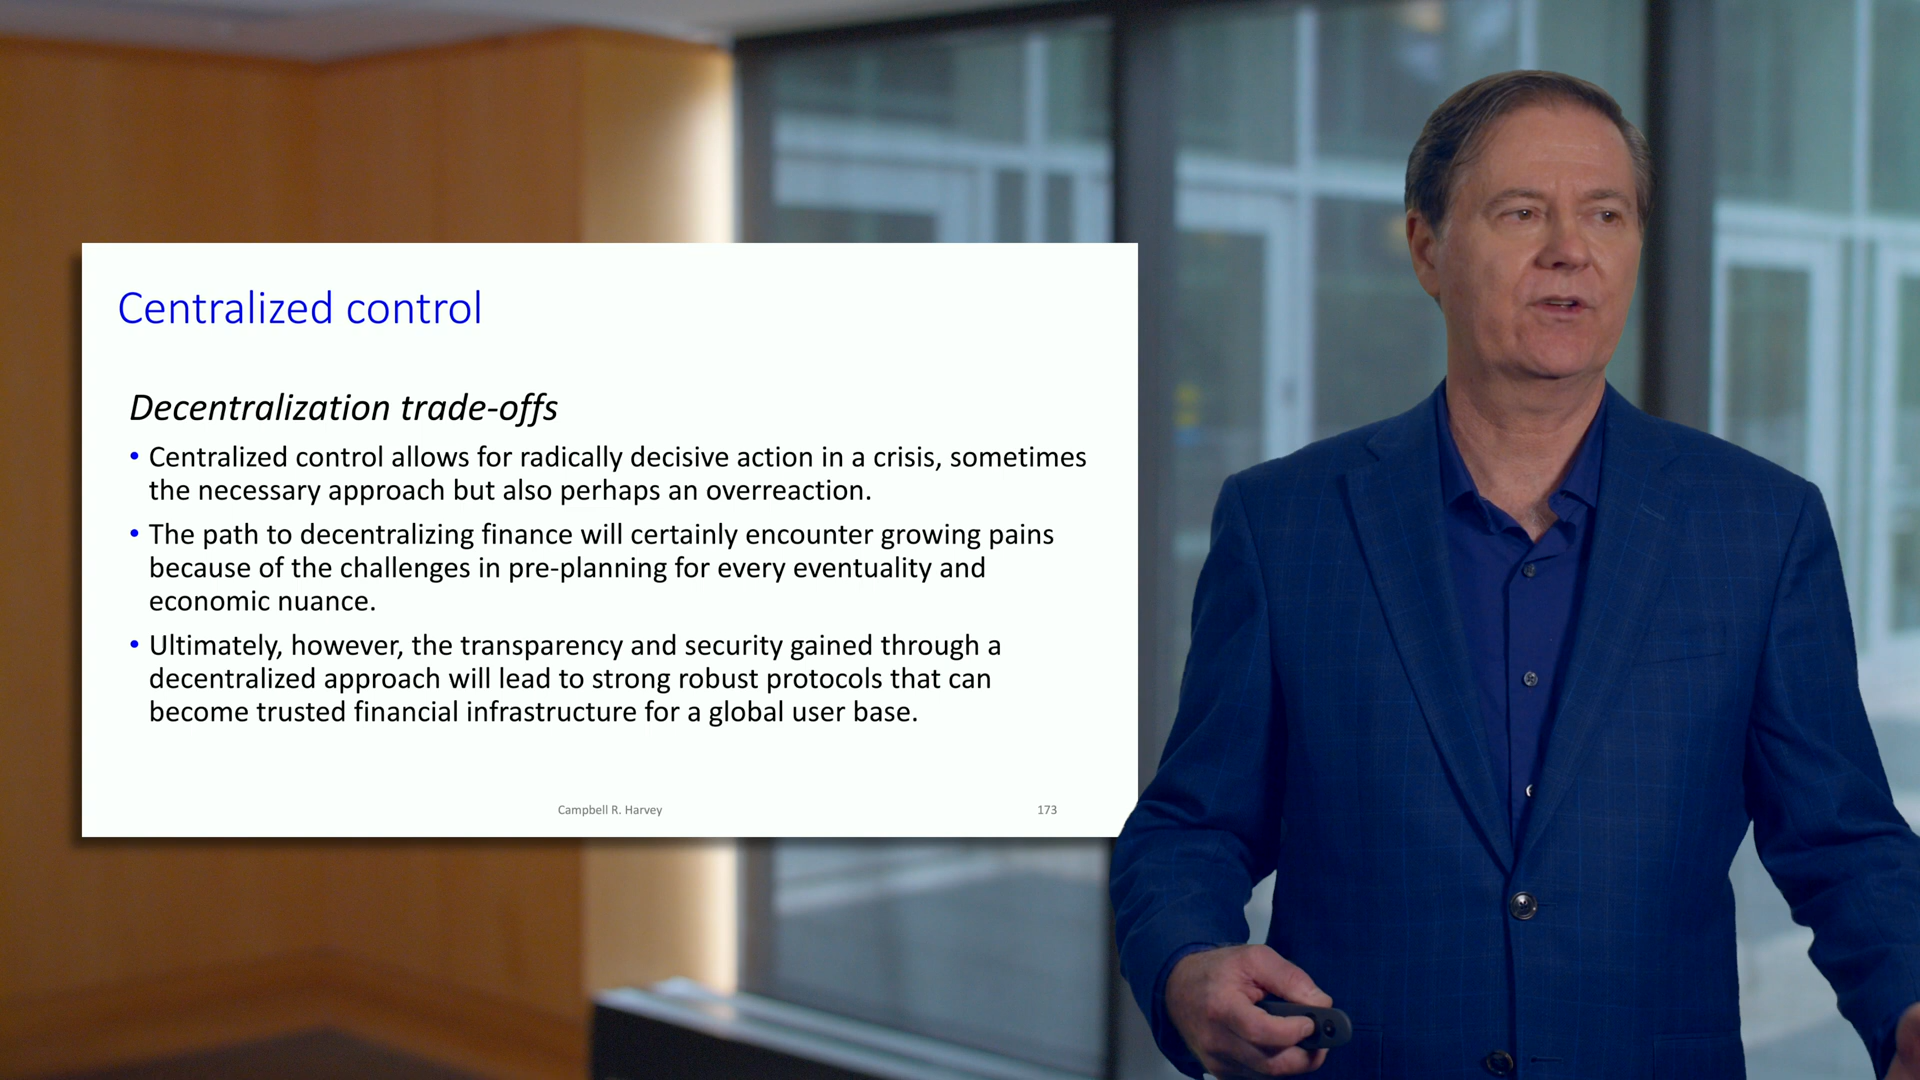 Centralized control
Decentralization trade-offs
• Centralized control allows for radically decisive action in a crisis, sometimes
the necessary approach but also perhaps an overreaction.
• The path to decentralizing finance will certainly encounter growing pains
because of the challenges in pre-planning for every eventuality and
economic nuance.
• Ultimately, however, the transparency and security gained through a
decentralized approach will lead to strong robust protocols that can
become trusted financial infrastructure for a global user base.
Campbell R. Harvey
173